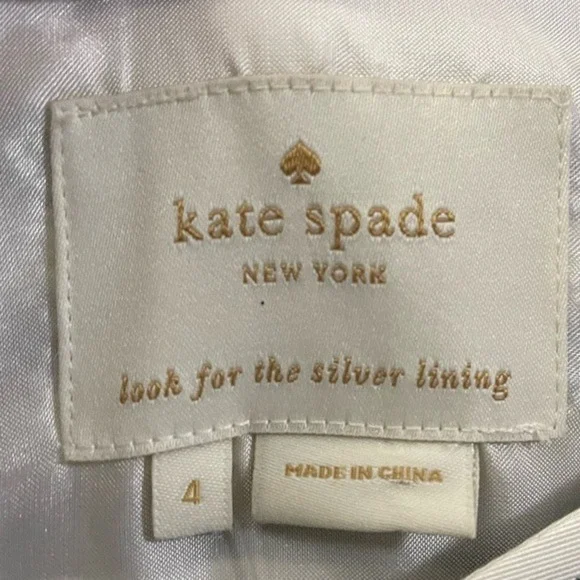 kate spade
NEW YORK
look for the silver lining
4
MADE IN CHINA